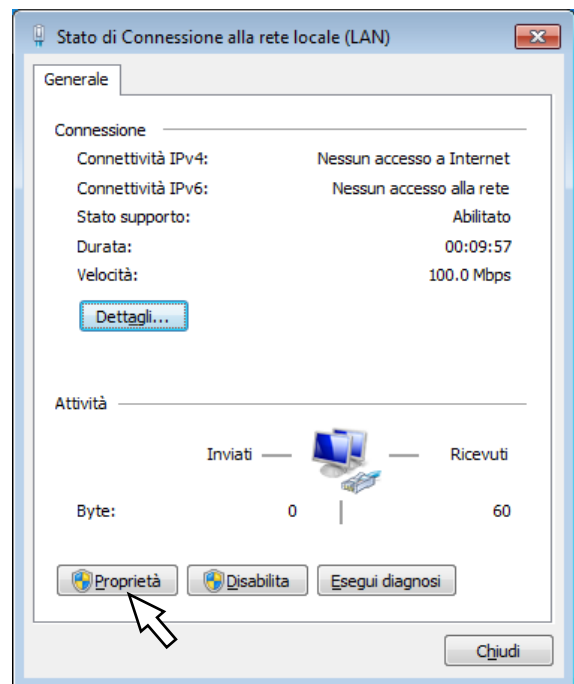 Stato di Connessione alla rete locale (LAN)
Generale
Connessione
Connettività IPv4: Nessun accesso a Internet
Connettività IPv6: Nessun accesso alla rete
Stato supporto: Abilitato
Durata: 00:09:57
Velocità: 100.0 Mbps
Dettagli...
Attività
Inviati Ricevuti
Byte: 0 60
Proprietà Disabilita Esegui diagnosi
Chiudi